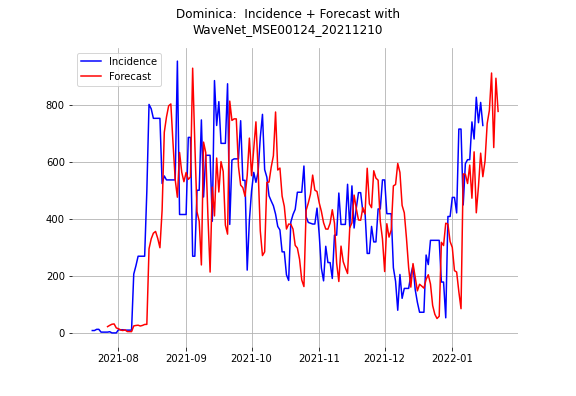 Dominica:  Incidence + Forecast with
WaveNet_MSE00124_20211210
Incidence
Forecast
800
600
400
200
0
2021-08 2021-09 2021-10 2021-11 2021-12 2022-01